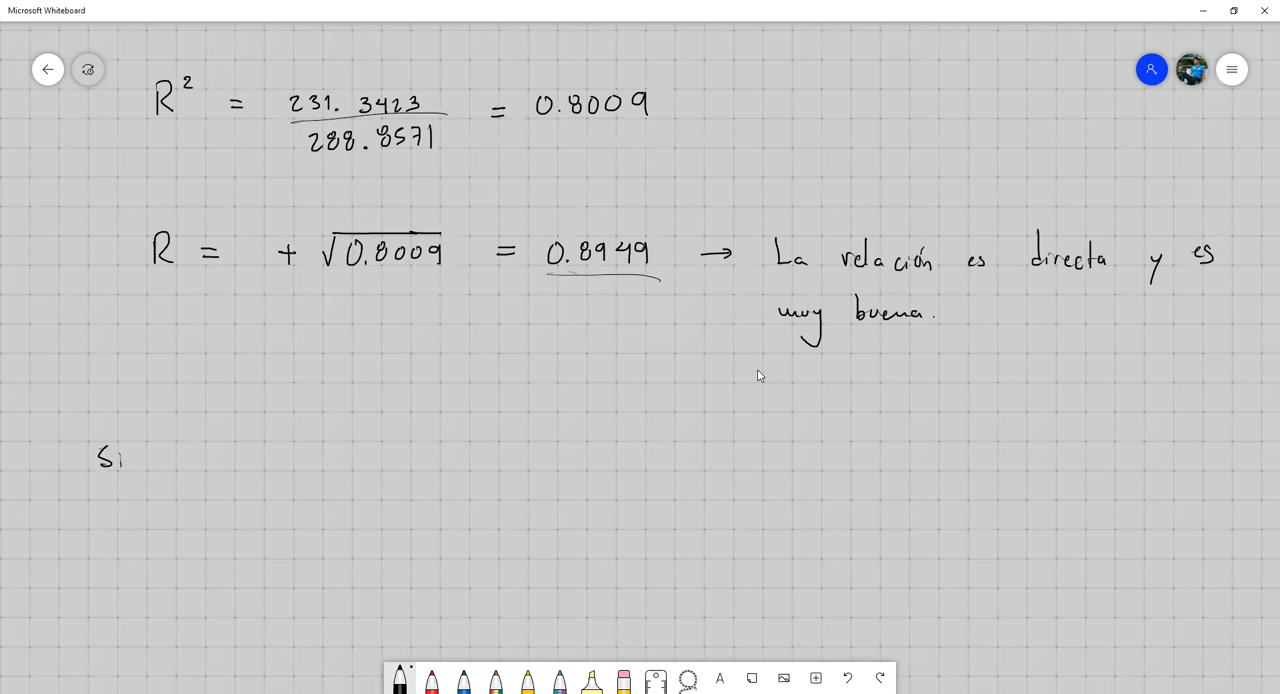 Microsoft Whiteboard
R² = 231.3423 / 288.8571 = 0.8009
R = + √0.8009 = 0.8949 → La relación es directa y es
muy buena.
Si
A